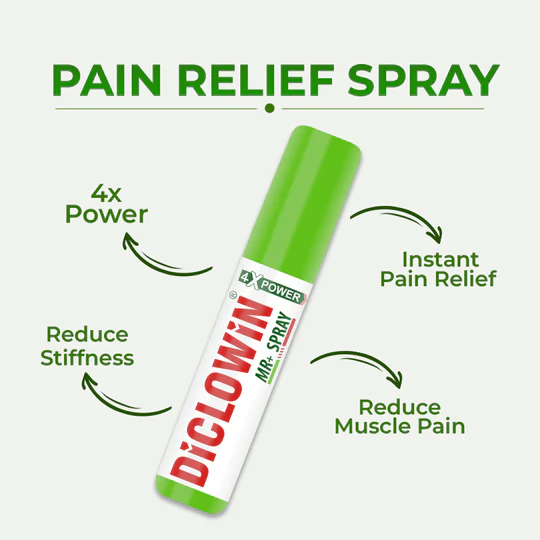 PAIN RELIEF SPRAY
4x
Power
Instant
Pain Relief
Reduce
Stiffness
Reduce
Muscle Pain
4X POWER
DiCLOWiN®
MR+ SPRAY